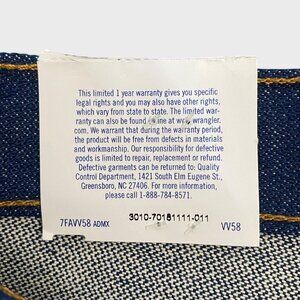 This limited 1 year warranty gives you specific
legal rights and you may also have other rights,
which vary from state to state. The limited war-
ranty can also be found line at wrangler.
com. We warrant that during the warranty period,
the product will be free from defects in materials
and workmanship. Our responsibility for defective
goods is limited to repair, replacement or refund.
Defective garments can be returned to: Quality
Control Department, 1421 South Elm Eugene St.,
Greensboro, NC 27406. For more information,
please call 1-888-784-8571.
7FAVV58 ADMX
3010-70181111-011
VV58